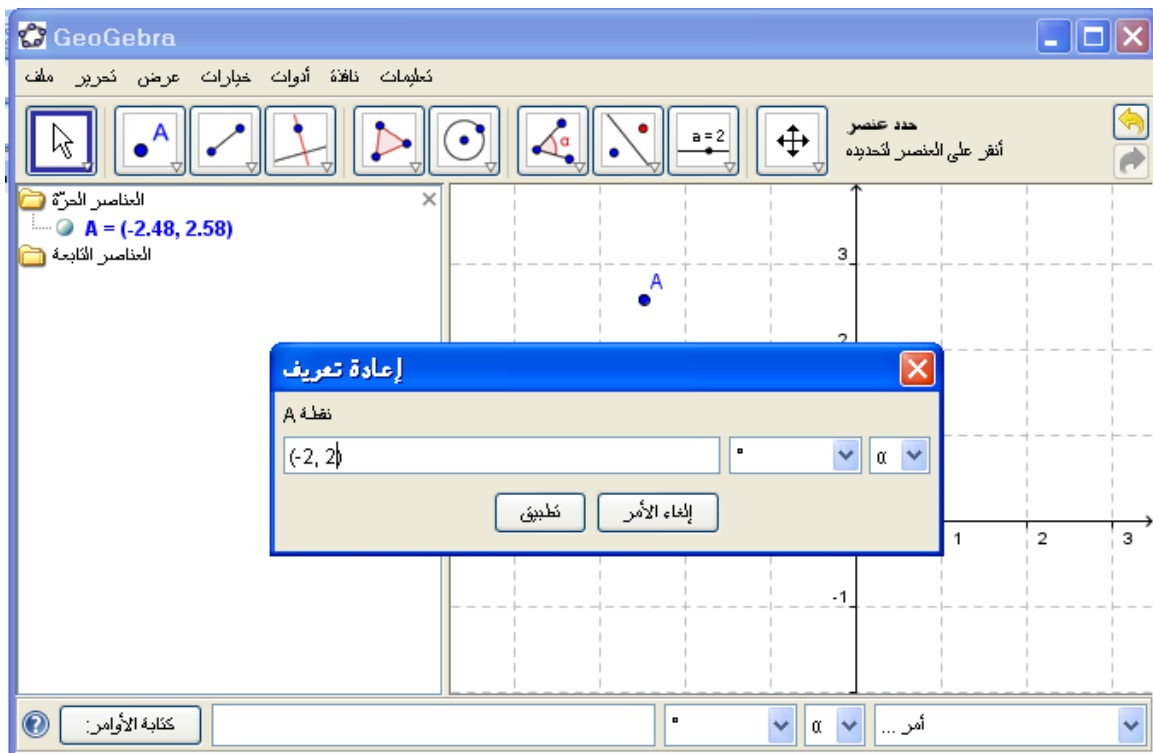 GeoGebra
ملف تحرير عرض خيارات أدوات نافذة تعليمات
A
α
a = 2
حدد عنصر
أنقر على العنصر لتحديده
العناصر الحرّة
A = (-2.48, 2.58)
العناصر التابعة
A
3
2
إعادة تعريف
نقطة A
(-2, 2)
°
α
تطبيق
إلغاء الأمر
1
2
3
-1
كتابة الأوامر:
°
α
أمر ...